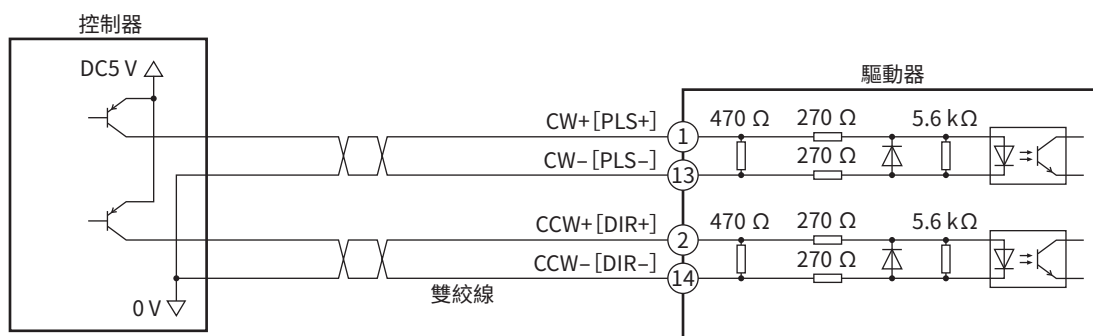 控制器
DC5 V
驅動器
CW+ [PLS+]
1
470 Ω
270 Ω
5.6 kΩ
CW– [PLS–]
13
270 Ω
CCW+ [DIR+]
2
470 Ω
270 Ω
5.6 kΩ
CCW– [DIR–]
14
270 Ω
雙絞線
0 V